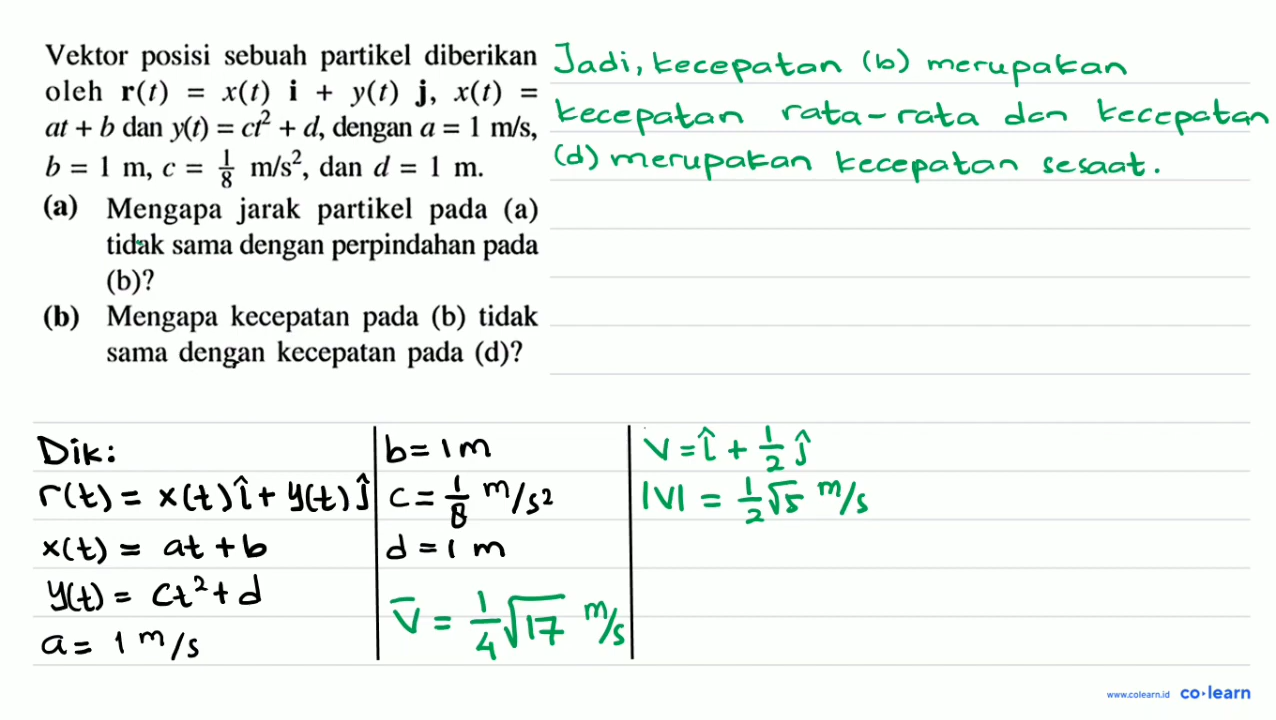 Vektor posisi sebuah partikel diberikan
oleh r(t) = x(t) i + y(t) j, x(t) =
at + b dan y(t) = ct² + d, dengan a = 1 m/s,
b = 1 m, c = 1/8 m/s², dan d = 1 m.
(a) Mengapa jarak partikel pada (a)
tidak sama dengan perpindahan pada
(b)?
(b) Mengapa kecepatan pada (b) tidak
sama dengan kecepatan pada (d)?
Jadi, kecepatan (b) merupakan
kecepatan rata-rata dan kecepatan
(d) merupakan kecepatan sesaat.
Dik:
r(t) = x(t) î + y(t) ĵ
x(t) = at + b
y(t) = ct² + d
a = 1 m/s
b = 1 m
c = 1/8 m/s²
d = 1 m
V̅ = 1/4 √17 m/s
V = î + 1/2 ĵ
|V| = 1/2 √5 m/s
www.colearn.id co·learn